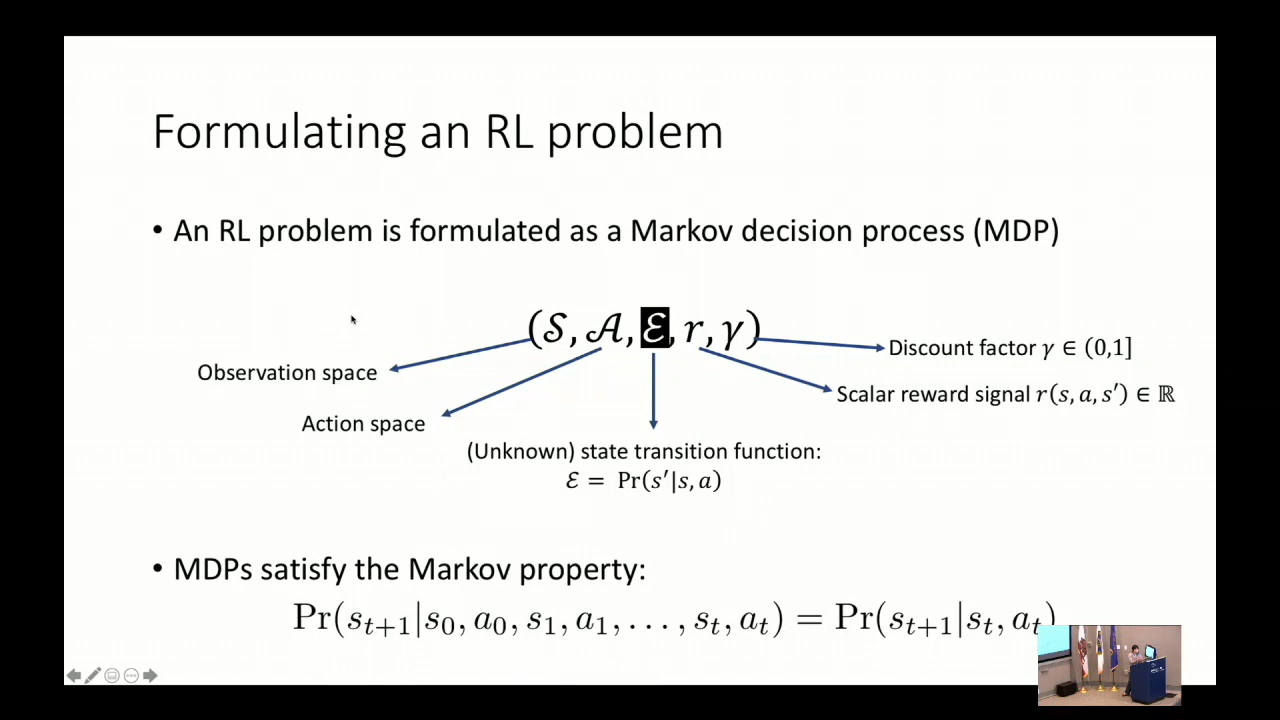 Formulating an RL problem
• An RL problem is formulated as a Markov decision process (MDP)
(𝒮, 𝒜, ℰ, r, γ)
Observation space
Action space
(Unknown) state transition function:
ℰ = Pr(s′|s, a)
Discount factor γ ∈ (0,1]
Scalar reward signal r(s, a, s′) ∈ ℝ
• MDPs satisfy the Markov property:
Pr(s_{t+1}|s_0, a_0, s_1, a_1, . . . , s_t, a_t) = Pr(s_{t+1}|s_t, a_t)